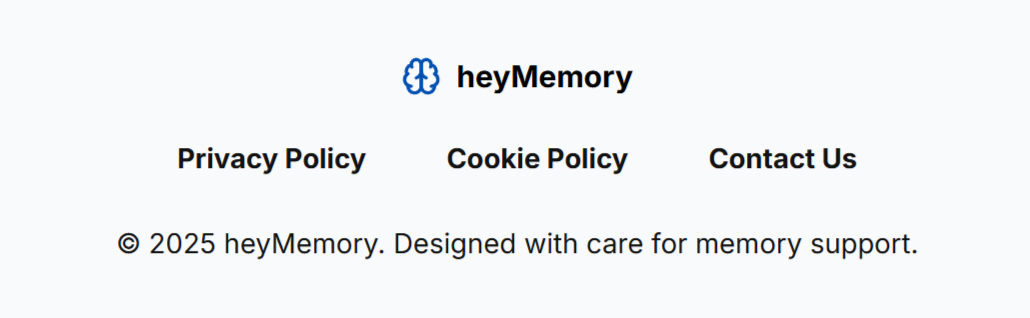 heyMemory
Privacy Policy Cookie Policy Contact Us
© 2025 heyMemory. Designed with care for memory support.